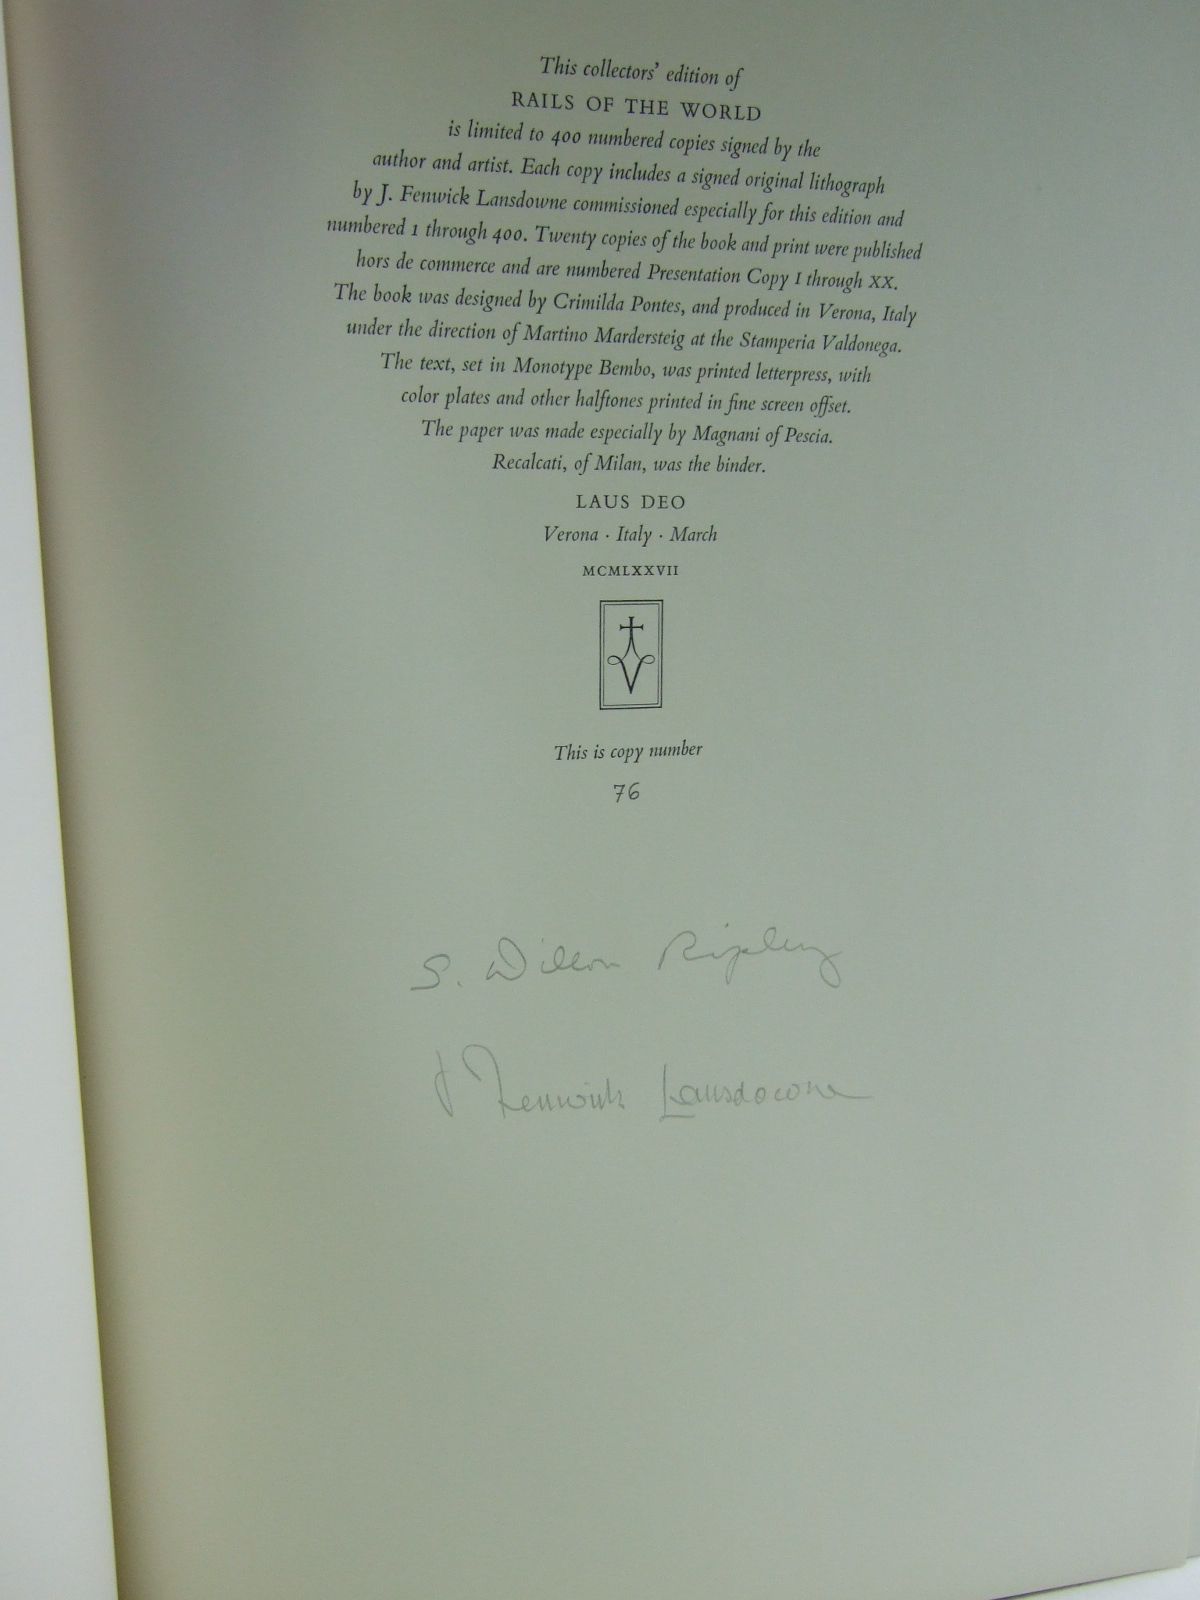 This collectors' edition of
RAILS OF THE WORLD
is limited to 400 numbered copies signed by the
author and artist. Each copy includes a signed original lithograph
by J. Fenwick Lansdowne commissioned especially for this edition and
numbered 1 through 400. Twenty copies of the book and print were published
hors de commerce and are numbered Presentation Copy I through XX.
The book was designed by Crimilda Pontes, and produced in Verona, Italy
under the direction of Martino Mardersteig at the Stamperia Valdonega.
The text, set in Monotype Bembo, was printed letterpress, with
color plates and other halftones printed in fine screen offset.
The paper was made especially by Magnani of Pescia.
Recalcati, of Milan, was the binder.
LAUS DEO
Verona · Italy · March
MCMLXXVII
V
This is copy number
76
S. Dillon Ripley
J Fenwick Lansdowne